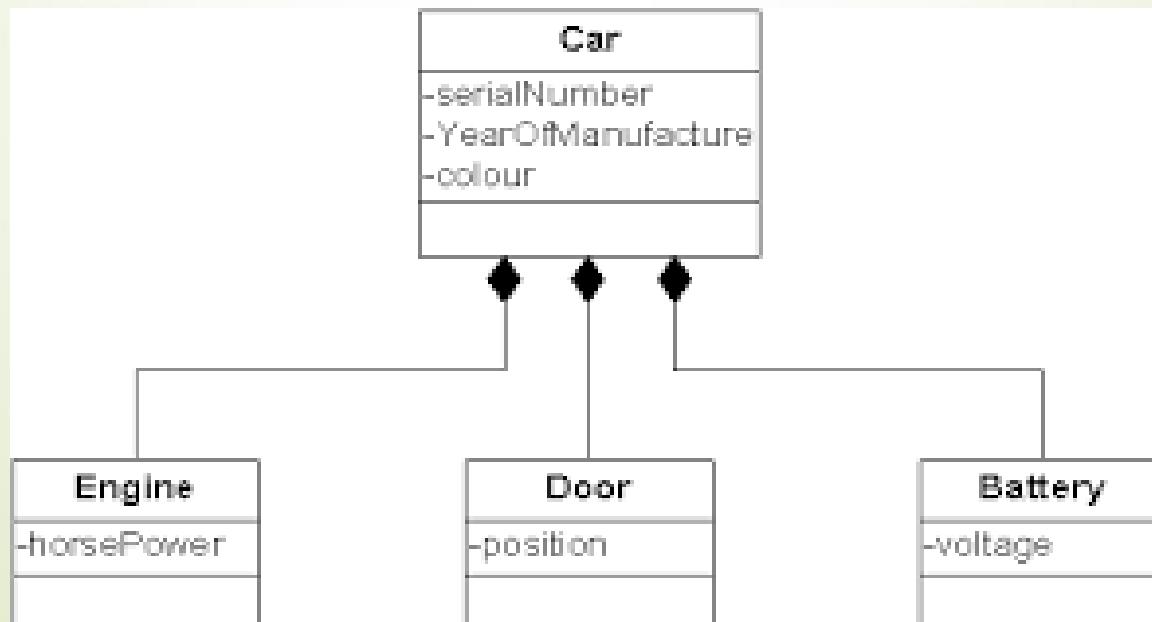 Car
-serialNumber
-YearOfManufacture
-colour
Engine
-horsePower
Door
-position
Battery
-voltage